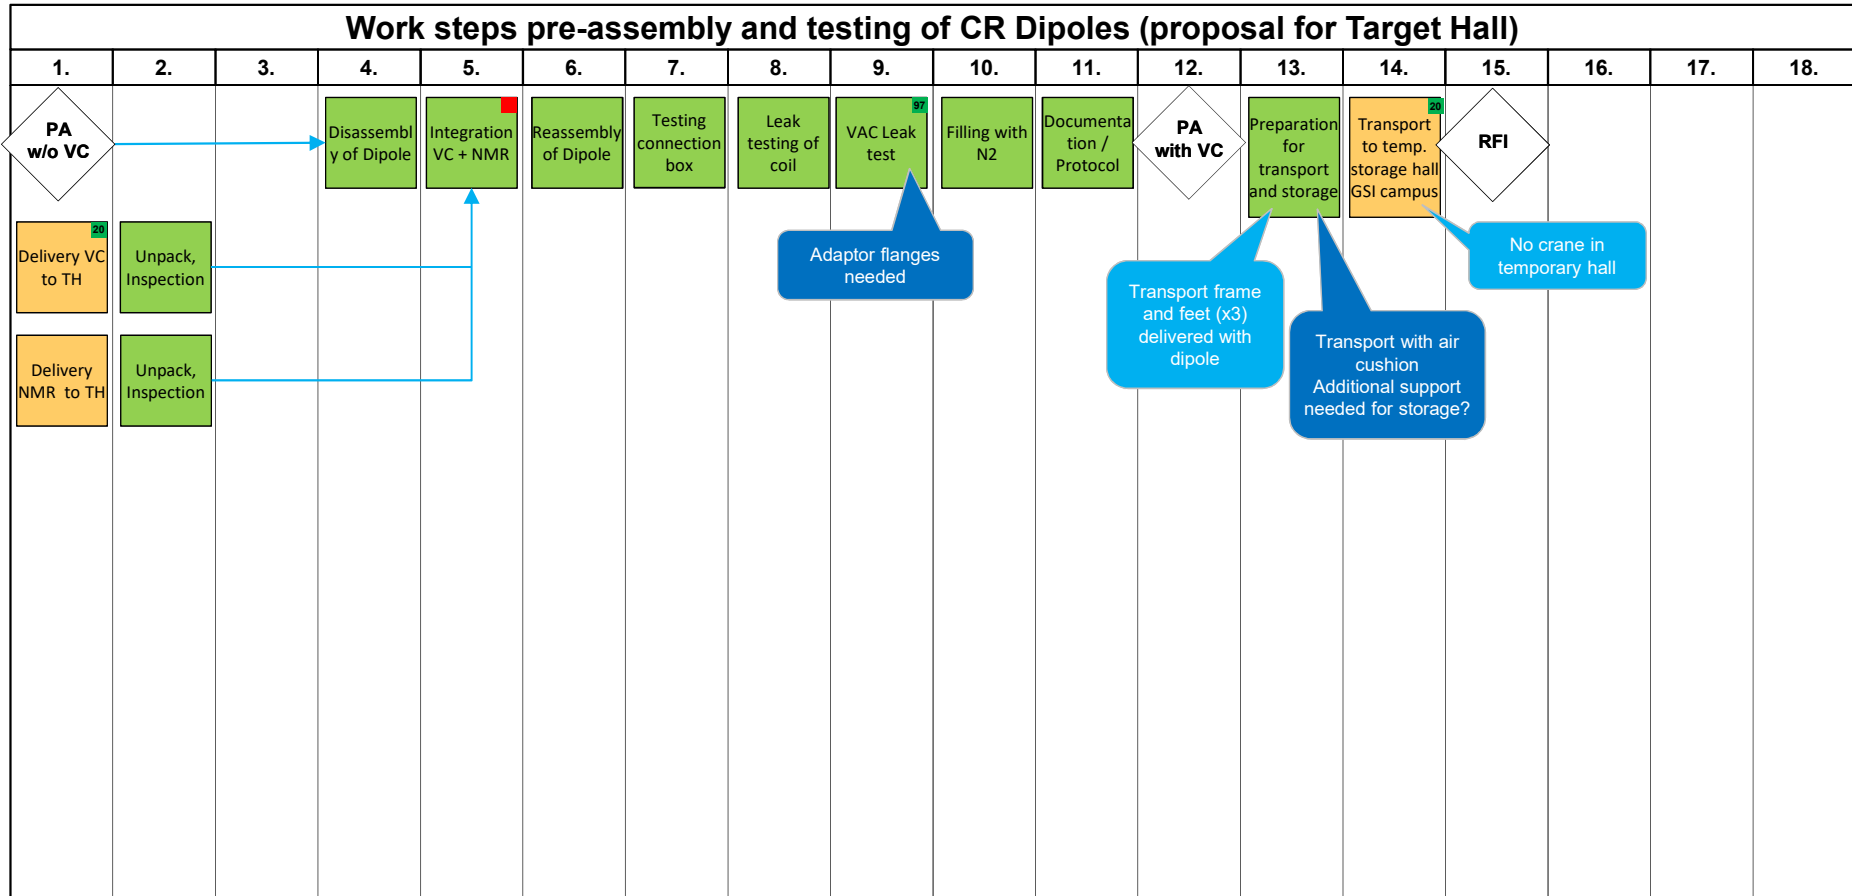 Work steps pre-assembly and testing of CR Dipoles (proposal for Target Hall)
1. 2. 3. 4. 5. 6. 7. 8. 9. 10. 11. 12. 13. 14. 15. 16. 17. 18.
PA
w/o VC
Disassembl
y of Dipole
Integration
VC + NMR
Reassembly
of Dipole
Testing
connection
box
Leak
testing of
coil
97
VAC Leak
test
Filling with
N2
Documenta
tion /
Protocol
PA
with VC
Preparation
for
transport
and storage
20
Transport
to temp.
storage hall
GSI campus
RFI
20
Delivery VC
to TH
Unpack,
Inspection
Adaptor flanges
needed
No crane in
temporary hall
Transport frame
and feet (x3)
delivered with
dipole
Transport with air
cushion
Additional support
needed for storage?
Delivery
NMR to TH
Unpack,
Inspection